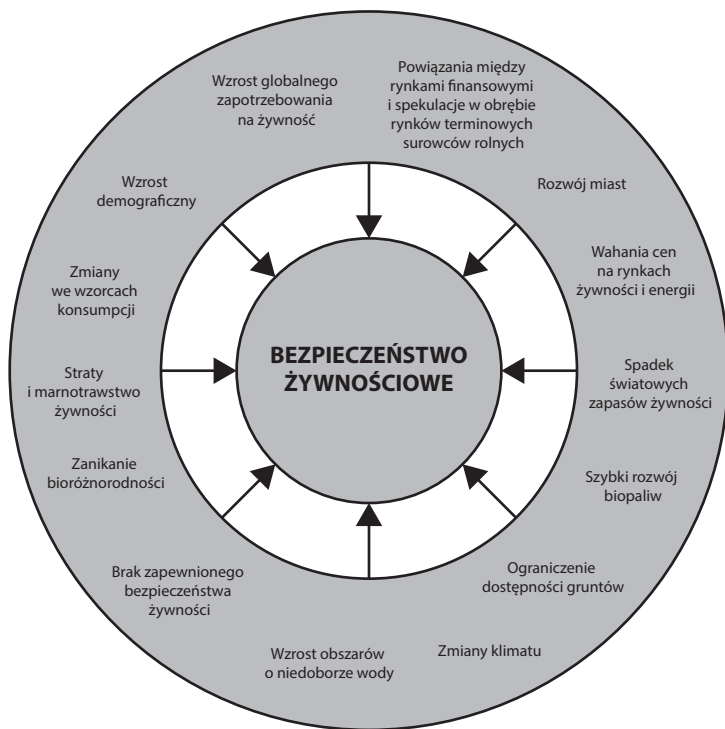 Wzrost globalnego
zapotrzebowania
na żywność
Powiązania między
rynkami finansowymi
i spekulacje w obrębie
rynków terminowych
surowców rolnych
Rozwój miast
Wahania cen
na rynkach
żywności i energii
Spadek
światowych
zapasów żywności
Szybki rozwój
biopaliw
Ograniczenie
dostępności gruntów
Zmiany klimatu
Wzrost obszarów
o niedoborze wody
Brak zapewnionego
bezpieczeństwa
żywności
Zanikanie
bioróżnorodności
Straty
i marnotrawstwo
żywności
Zmiany
we wzorcach
konsumpcji
Wzrost
demograficzny
BEZPIECZEŃSTWO
ŻYWNOŚCIOWE